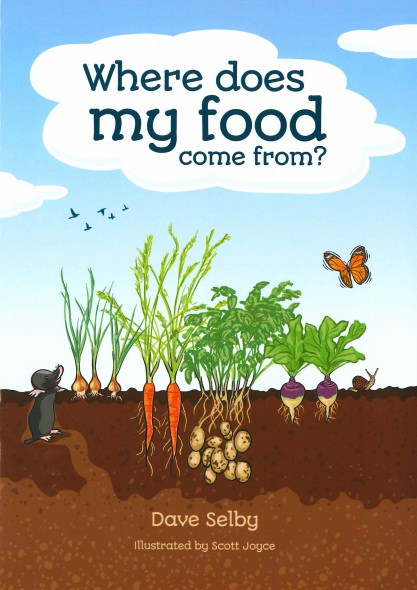 Where does
my food
come from?
Dave Selby
Illustrated by Scott Joyce